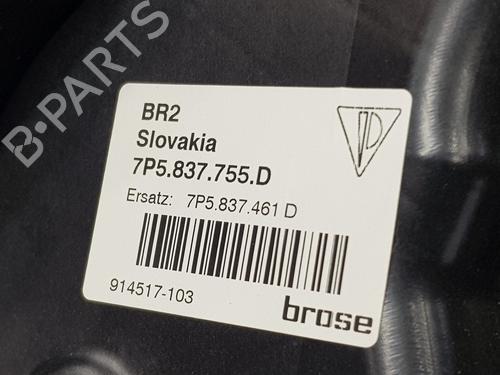 B-PARTS
BR2
Slovakia
7P5.837.755.D
Ersatz: 7P5.837.461 D
914517-103
brose